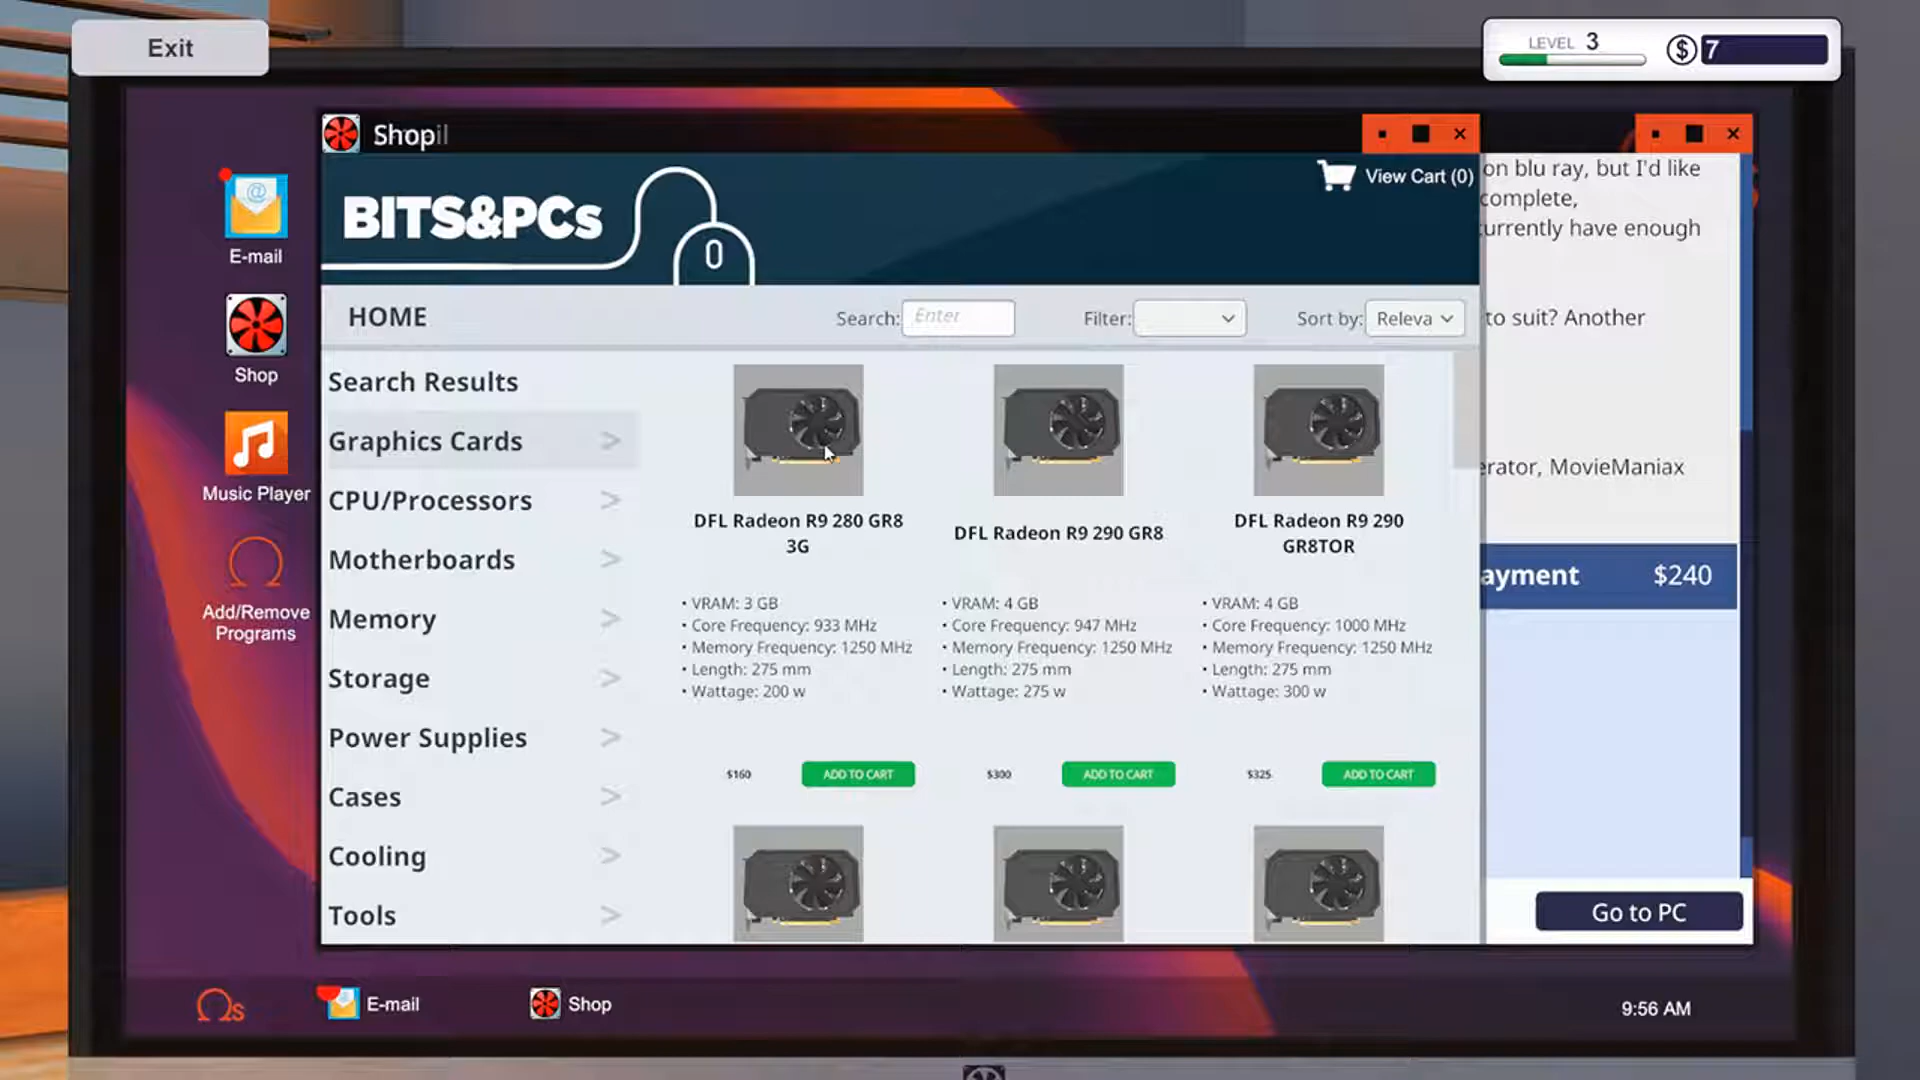 Exit
LEVEL 3
$ 7
Shop
View Cart (0)
BITS&PCs
HOME
Search: Enter
Filter:
Sort by: Releva
Search Results
Graphics Cards >
CPU/Processors >
Motherboards >
Memory >
Storage >
Power Supplies >
Cases >
Cooling >
Tools >
DFL Radeon R9 280 GR8
3G
• VRAM: 3 GB
• Core Frequency: 933 MHz
• Memory Frequency: 1250 MHz
• Length: 275 mm
• Wattage: 200 w
$160
ADD TO CART
DFL Radeon R9 290 GR8
• VRAM: 4 GB
• Core Frequency: 947 MHz
• Memory Frequency: 1250 MHz
• Length: 275 mm
• Wattage: 275 w
$300
ADD TO CART
DFL Radeon R9 290
GR8TOR
• VRAM: 4 GB
• Core Frequency: 1000 MHz
• Memory Frequency: 1250 MHz
• Length: 275 mm
• Wattage: 300 w
$325
ADD TO CART
on blu ray, but I'd like
complete,
urrently have enough
to suit? Another
erator, MovieManiax
ayment $240
Go to PC
E-mail
Shop
Music Player
Add/Remove
Programs
Ωs
E-mail
Shop
9:56 AM